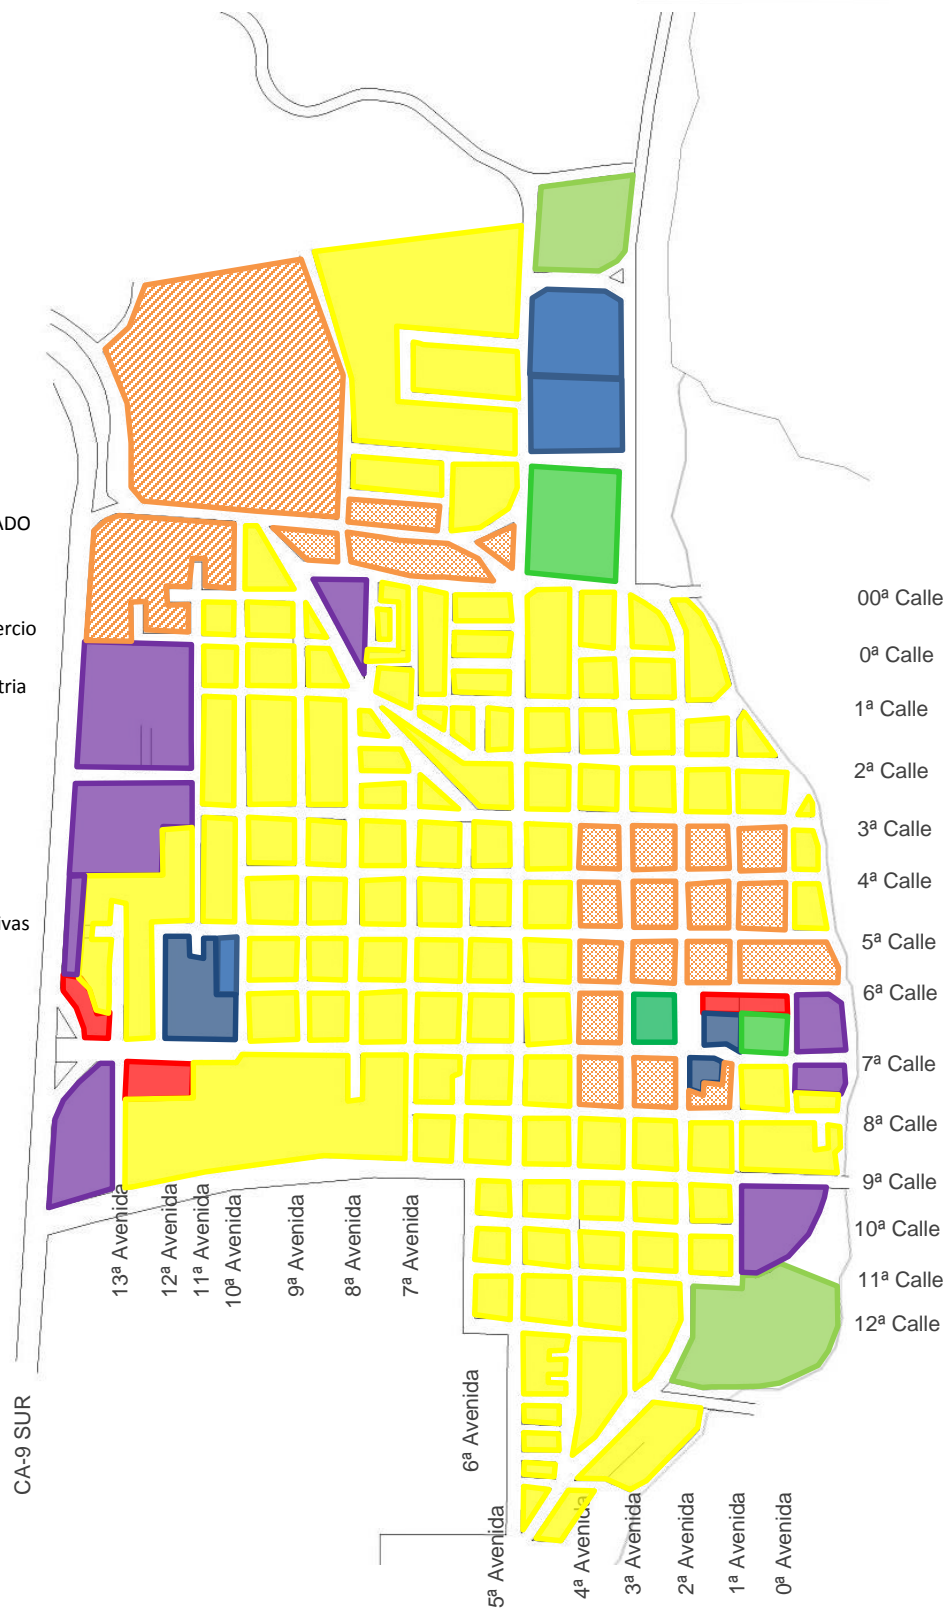 ADO
ercio
tria
ivas
00ª Calle
0ª Calle
1ª Calle
2ª Calle
3ª Calle
4ª Calle
5ª Calle
6ª Calle
7ª Calle
8ª Calle
9ª Calle
10ª Calle
11ª Calle
12ª Calle
13ª Avenida
12ª Avenida
11ª Avenida
10ª Avenida
9ª Avenida
8ª Avenida
7ª Avenida
6ª Avenida
5ª Avenida
4ª Avenida
3ª Avenida
2ª Avenida
1ª Avenida
0ª Avenida
CA-9 SUR